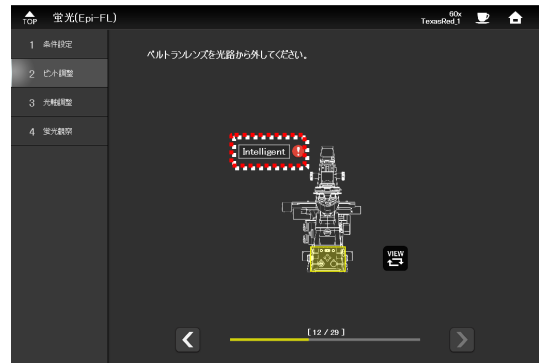 TOP 蛍光(Epi-FL)
60x
TexasRed_1
1 条件設定
2 ピント調整
3 光軸調整
4 蛍光観察
ベルトランレンズを光路から外してください。
Intelligent !
VIEW
[ 12 / 29 ]